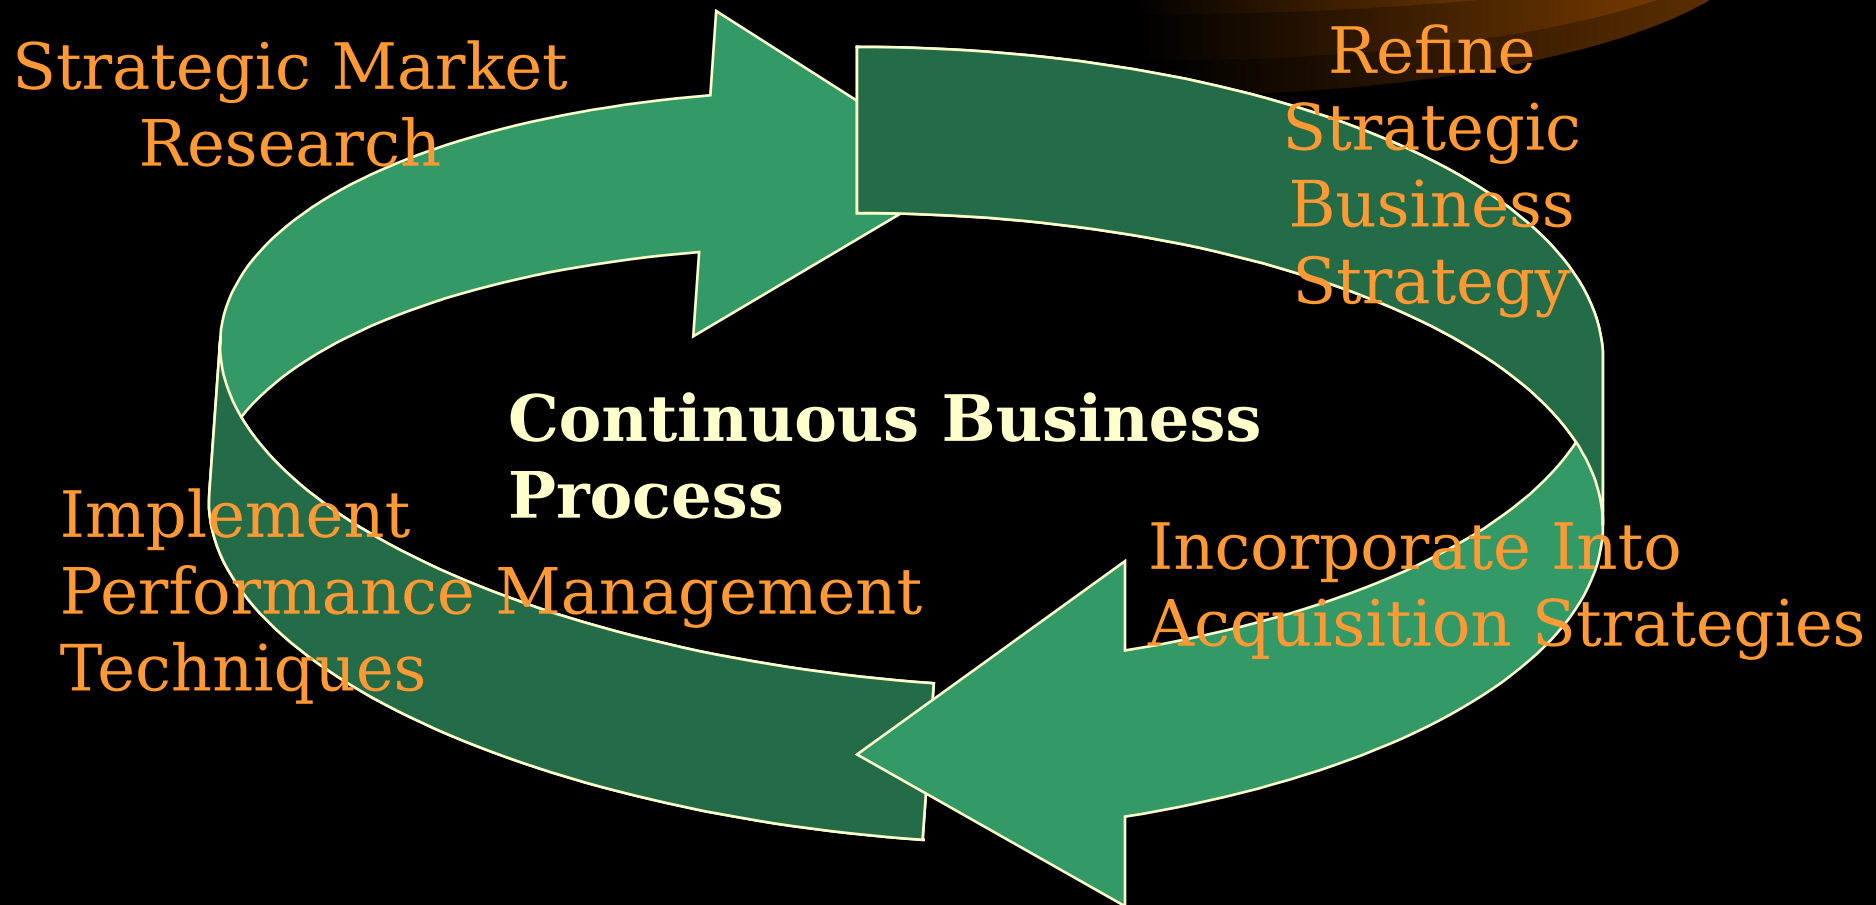 Strategic Market
Research
Refine
Strategic
Business
Strategy
Continuous Business
Process
Implement
Performance Management
Techniques
Incorporate Into
Acquisition Strategies